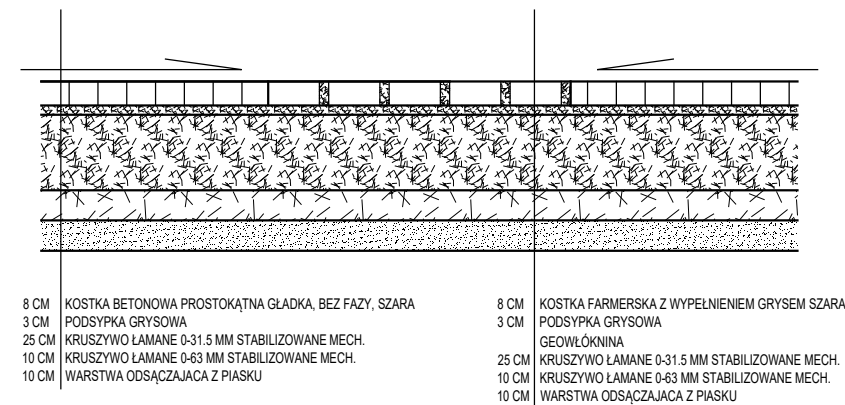 8 CM KOSTKA BETONOWA PROSTOKĄTNA GŁADKA, BEZ FAZY, SZARA
3 CM PODSYPKA GRYSOWA
25 CM KRUSZYWO ŁAMANE 0-31.5 MM STABILIZOWANE MECH.
10 CM KRUSZYWO ŁAMANE 0-63 MM STABILIZOWANE MECH.
10 CM WARSTWA ODSĄCZAJACA Z PIASKU
8 CM KOSTKA FARMERSKA Z WYPEŁNIENIEM GRYSEM SZARA
3 CM PODSYPKA GRYSOWA
GEOWŁÓKNINA
25 CM KRUSZYWO ŁAMANE 0-31.5 MM STABILIZOWANE MECH.
10 CM KRUSZYWO ŁAMANE 0-63 MM STABILIZOWANE MECH.
10 CM WARSTWA ODSĄCZAJACA Z PIASKU